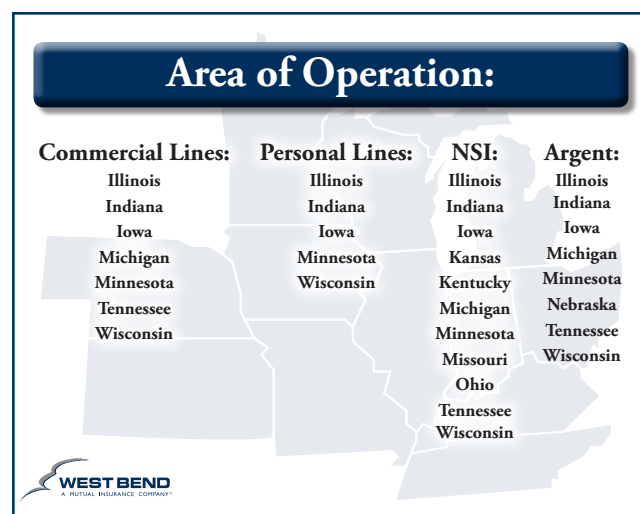 Area of Operation:
Commercial Lines:
Illinois
Indiana
Iowa
Michigan
Minnesota
Tennessee
Wisconsin
Personal Lines:
Illinois
Indiana
Iowa
Minnesota
Wisconsin
NSI:
Illinois
Indiana
Iowa
Kansas
Kentucky
Michigan
Minnesota
Missouri
Ohio
Tennessee
Wisconsin
Argent:
Illinois
Indiana
Iowa
Michigan
Minnesota
Nebraska
Tennessee
Wisconsin
WEST BEND
A MUTUAL INSURANCE COMPANY®